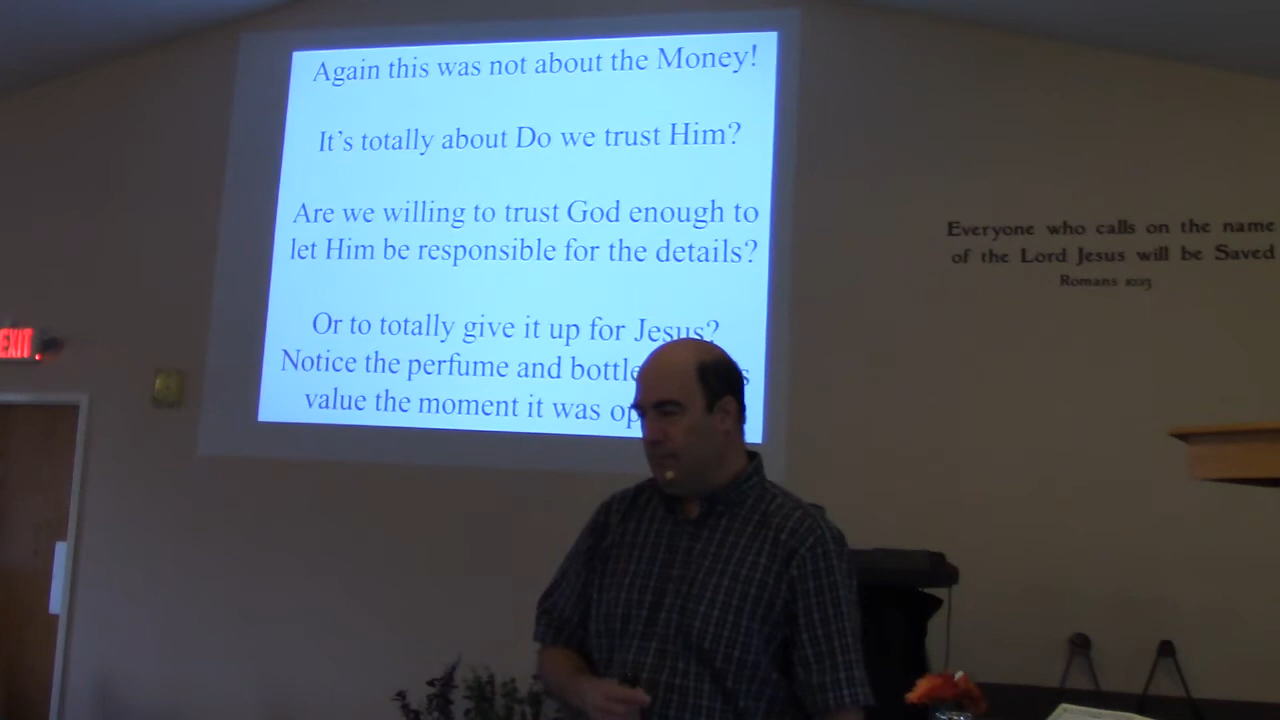 Again this was not about the Money!
It's totally about Do we trust Him?
Are we willing to trust God enough to
let Him be responsible for the details?
Or to totally give it up for Jesus?
Notice the perfume and bottle
value the moment it was
Everyone who calls on the name
of the Lord Jesus will be Saved
Romans 10:13
EXIT